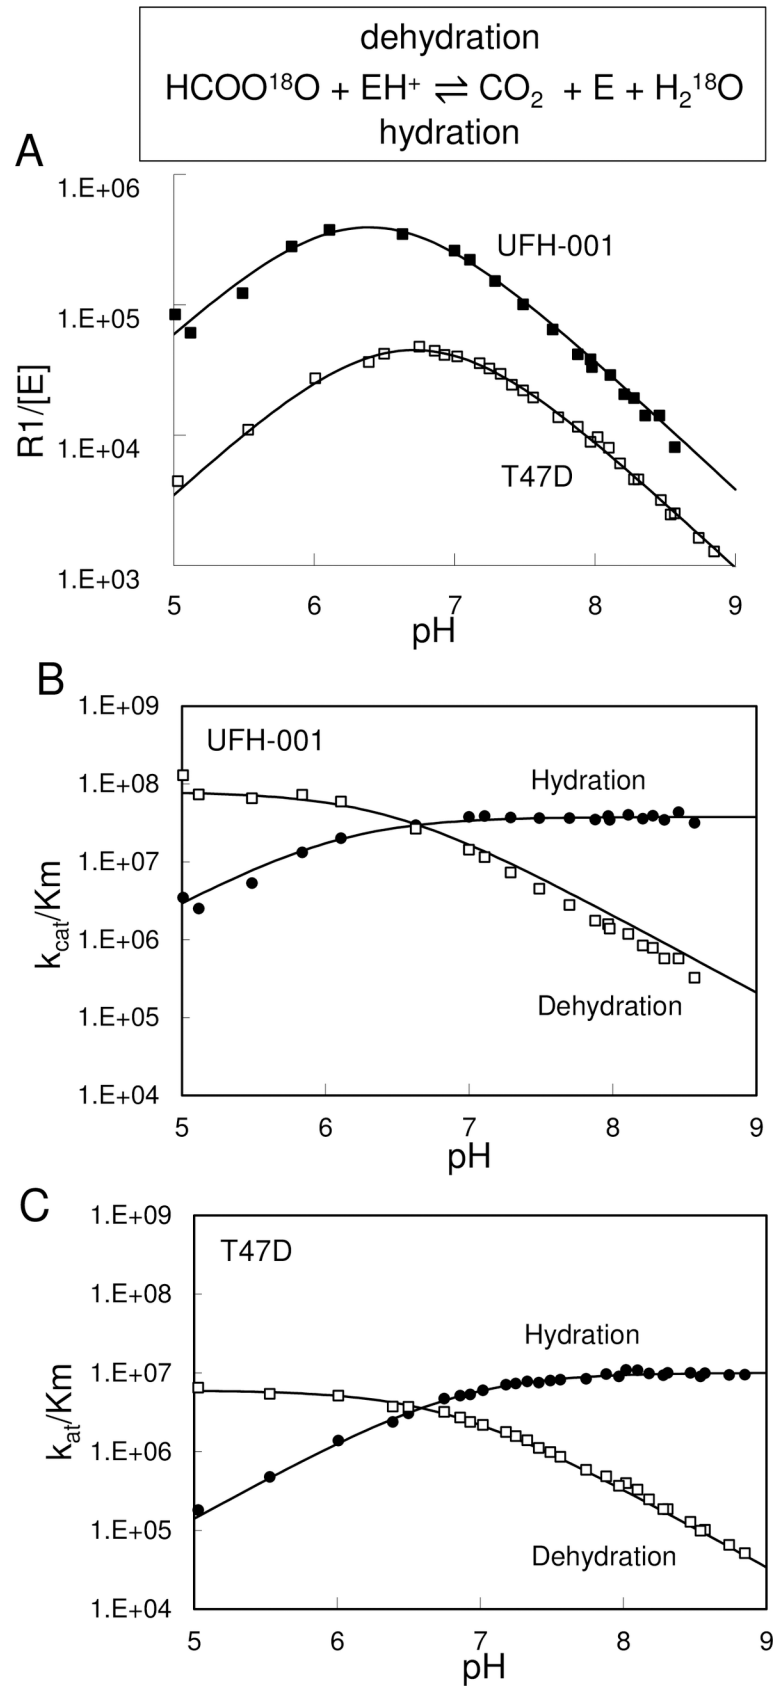 dehydration
HCOO¹⁸O + EH⁺ ⇌ CO₂ + E + H₂¹⁸O
hydration
A
1.E+06
1.E+05
1.E+04
1.E+03
R1/[E]
UFH-001
T47D
5 6 7 8 9
pH
B
1.E+09
1.E+08
1.E+07
1.E+06
1.E+05
1.E+04
k_cat/Km
UFH-001
Hydration
Dehydration
5 6 7 8 9
pH
C
1.E+09
1.E+08
1.E+07
1.E+06
1.E+05
1.E+04
k_at/Km
T47D
Hydration
Dehydration
5 6 7 8 9
pH